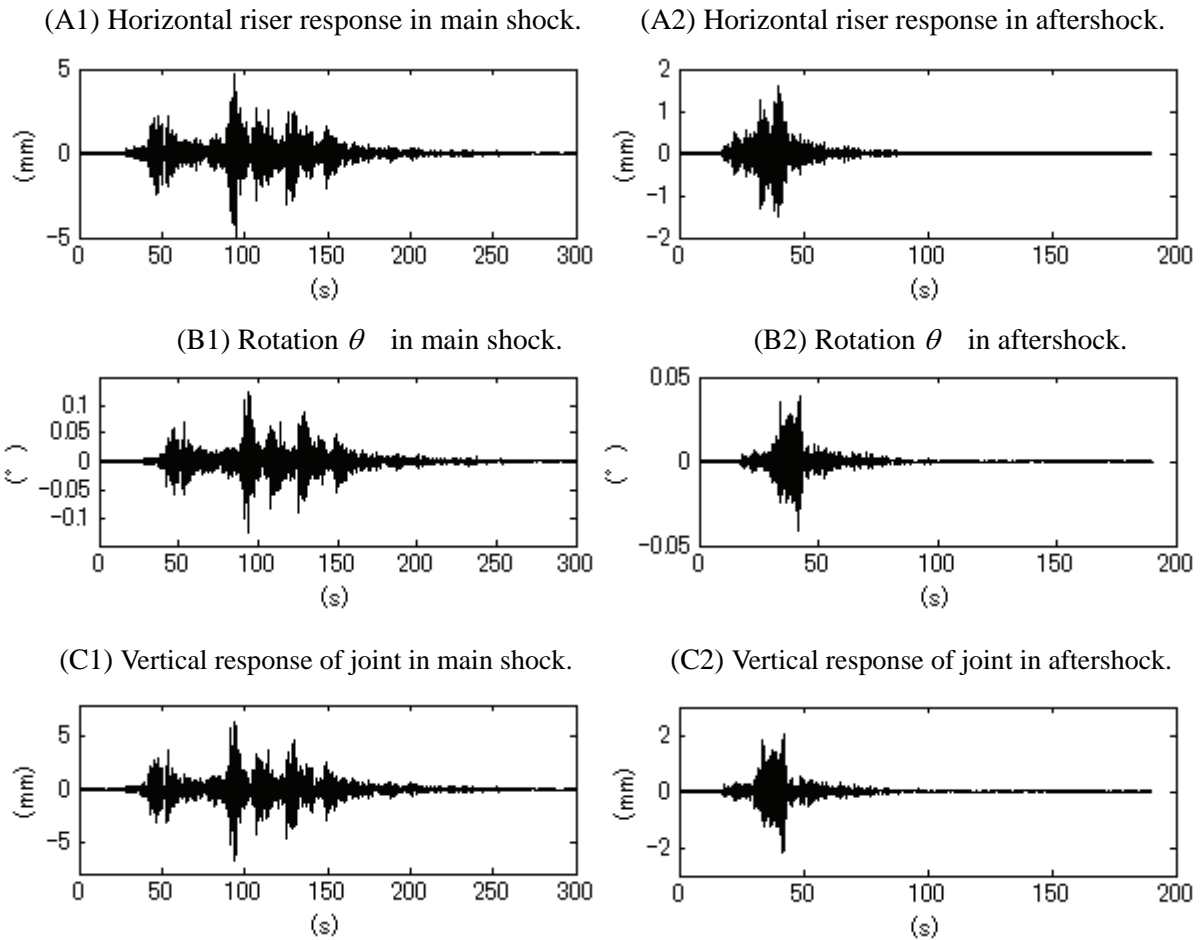 (A1) Horizontal riser response in main shock.
(A2) Horizontal riser response in aftershock.
5
0
−5
(mm)
0 50 100 150 200 250 300
(s)
2
1
0
−1
−2
(mm)
0 50 100 150 200
(s)
(B1) Rotation θ in main shock.
(B2) Rotation θ in aftershock.
0.1
0.05
0
−0.05
−0.1
(°)
0 50 100 150 200 250 300
(s)
0.05
0
−0.05
(°)
0 50 100 150 200
(s)
(C1) Vertical response of joint in main shock.
(C2) Vertical response of joint in aftershock.
5
0
−5
(mm)
0 50 100 150 200 250 300
(s)
2
0
−2
(mm)
0 50 100 150 200
(s)